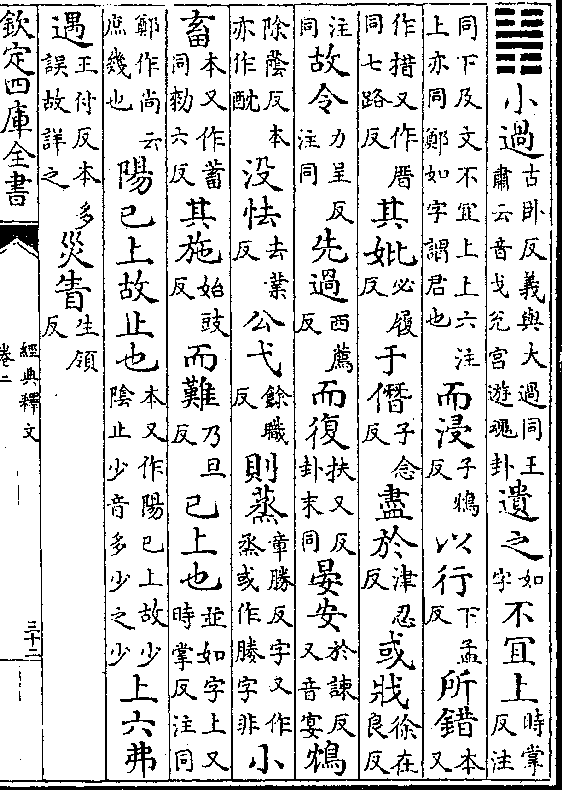 ䷽小過古卧反義與大過同王肅云音戈兊宮遊魂卦遺之如字不冝上時掌反注
同下及文不冝上上六注上亦同鄭如字謂君也而浸子鴆反以行下孟反所錯本又
作措又作厝同七路反其妣必履反于僭子念反盡於津忍反或戕徐在良反
注同故令力呈反注同先過西薦反而復扶又反卦末同晏安於諫反又音宴鴆
除蔭反本亦作酖没怯去業反公弋餘職反則蒸章勝反字又作烝或作勝字非小
畜本又作蓄同勑六反其施始豉反而難乃旦反已上也並如字上又時掌反注同
鄭作尚云庶幾也陽已上故止也本又作陽已上故少陰止少音多少之少上六弗
遇王付反本多誤故詳之災眚生領反
欽定四庫全書
經典釋文
卷二
三十二